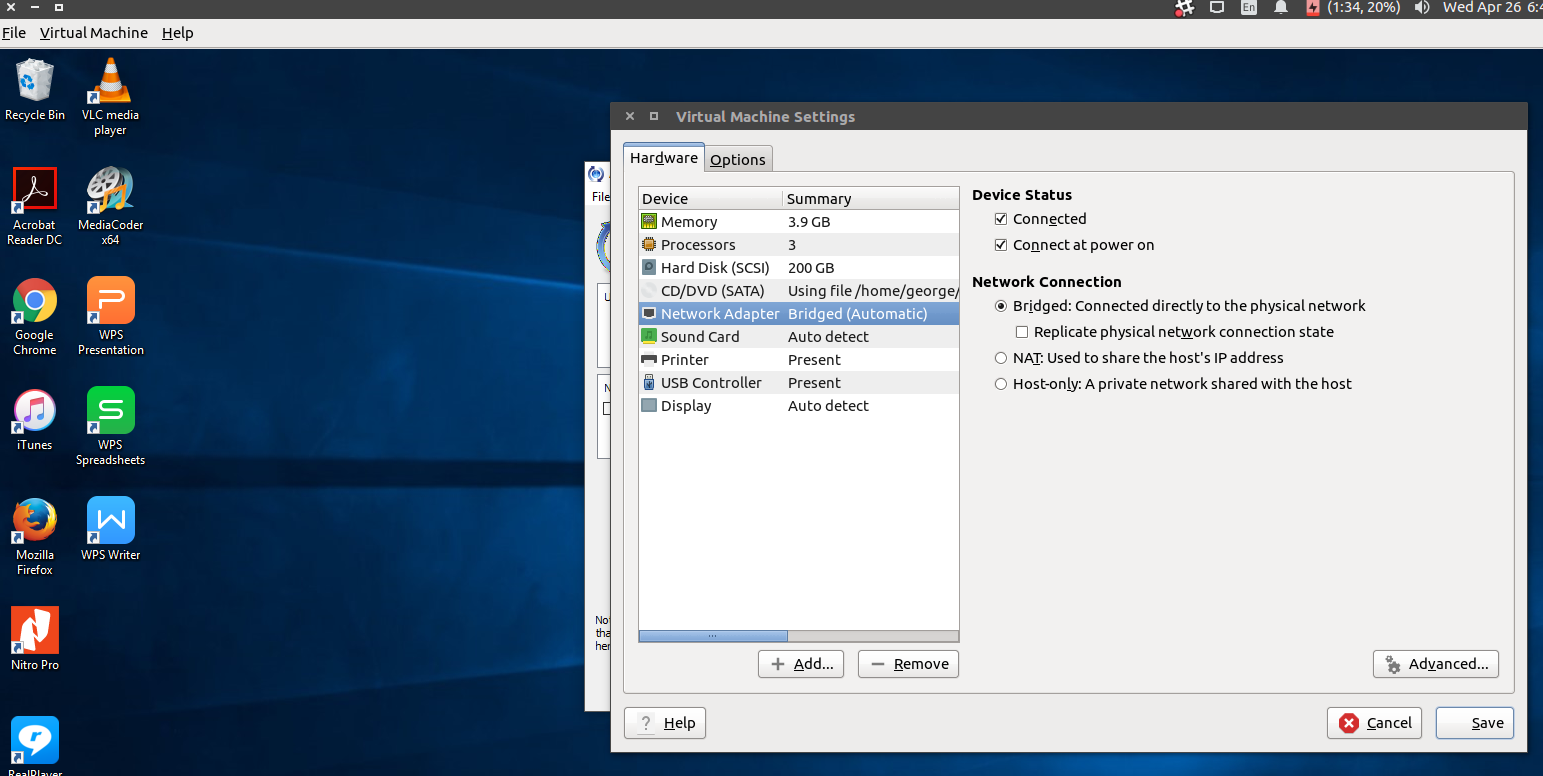 En (1:34, 20%) Wed Apr 26
File Virtual Machine Help
Recycle Bin
VLC media
player
Acrobat
Reader DC
MediaCoder
x64
Google
Chrome
WPS
Presentation
iTunes
WPS
Spreadsheets
Mozilla
Firefox
WPS Writer
Nitro Pro
RealPlayer
File
Virtual Machine Settings
Hardware Options
Device Summary
Memory 3.9 GB
Processors 3
Hard Disk (SCSI) 200 GB
CD/DVD (SATA) Using file /home/george/
Network Adapter Bridged (Automatic)
Sound Card Auto detect
Printer Present
USB Controller Present
Display Auto detect
Add... Remove
Device Status
Connected
Connect at power on
Network Connection
Bridged: Connected directly to the physical network
Replicate physical network connection state
NAT: Used to share the host's IP address
Host-only: A private network shared with the host
Advanced...
Help Cancel Save